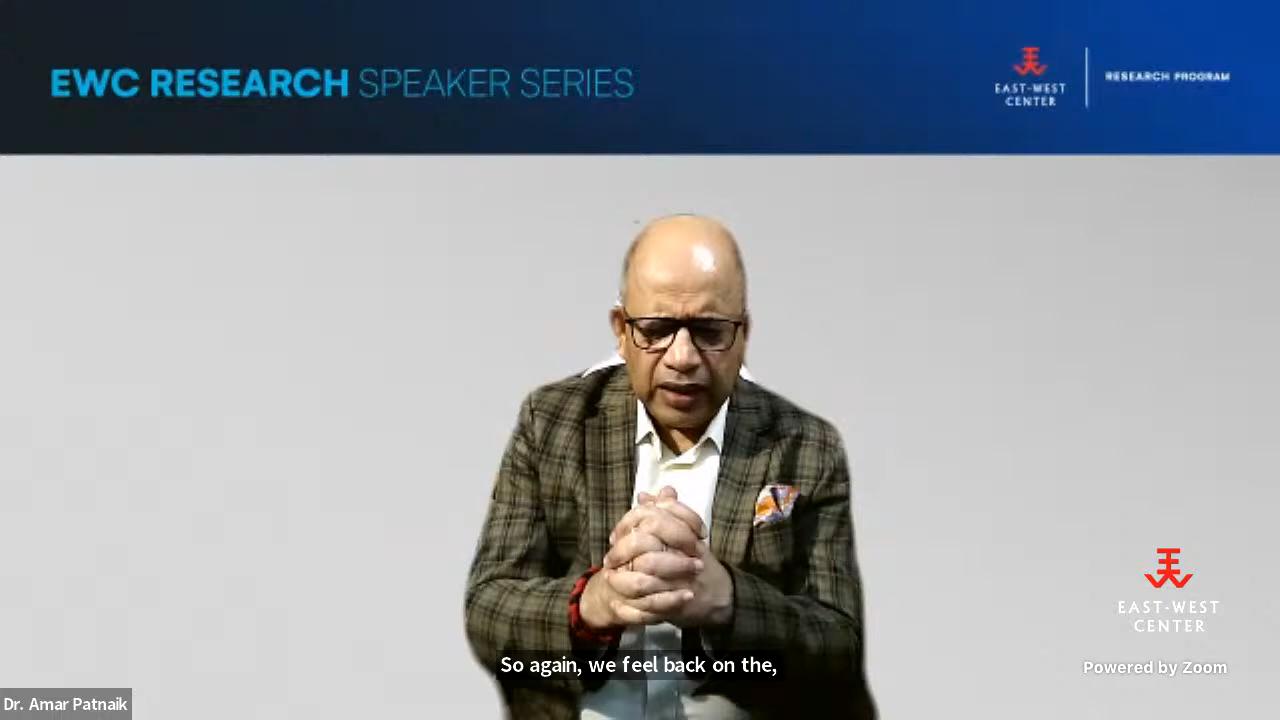 EWC RESEARCH SPEAKER SERIES
EAST-WEST
CENTER
RESEARCH PROGRAM
EAST-WEST
CENTER
So again, we feel back on the,
Powered by Zoom
Dr. Amar Patnaik